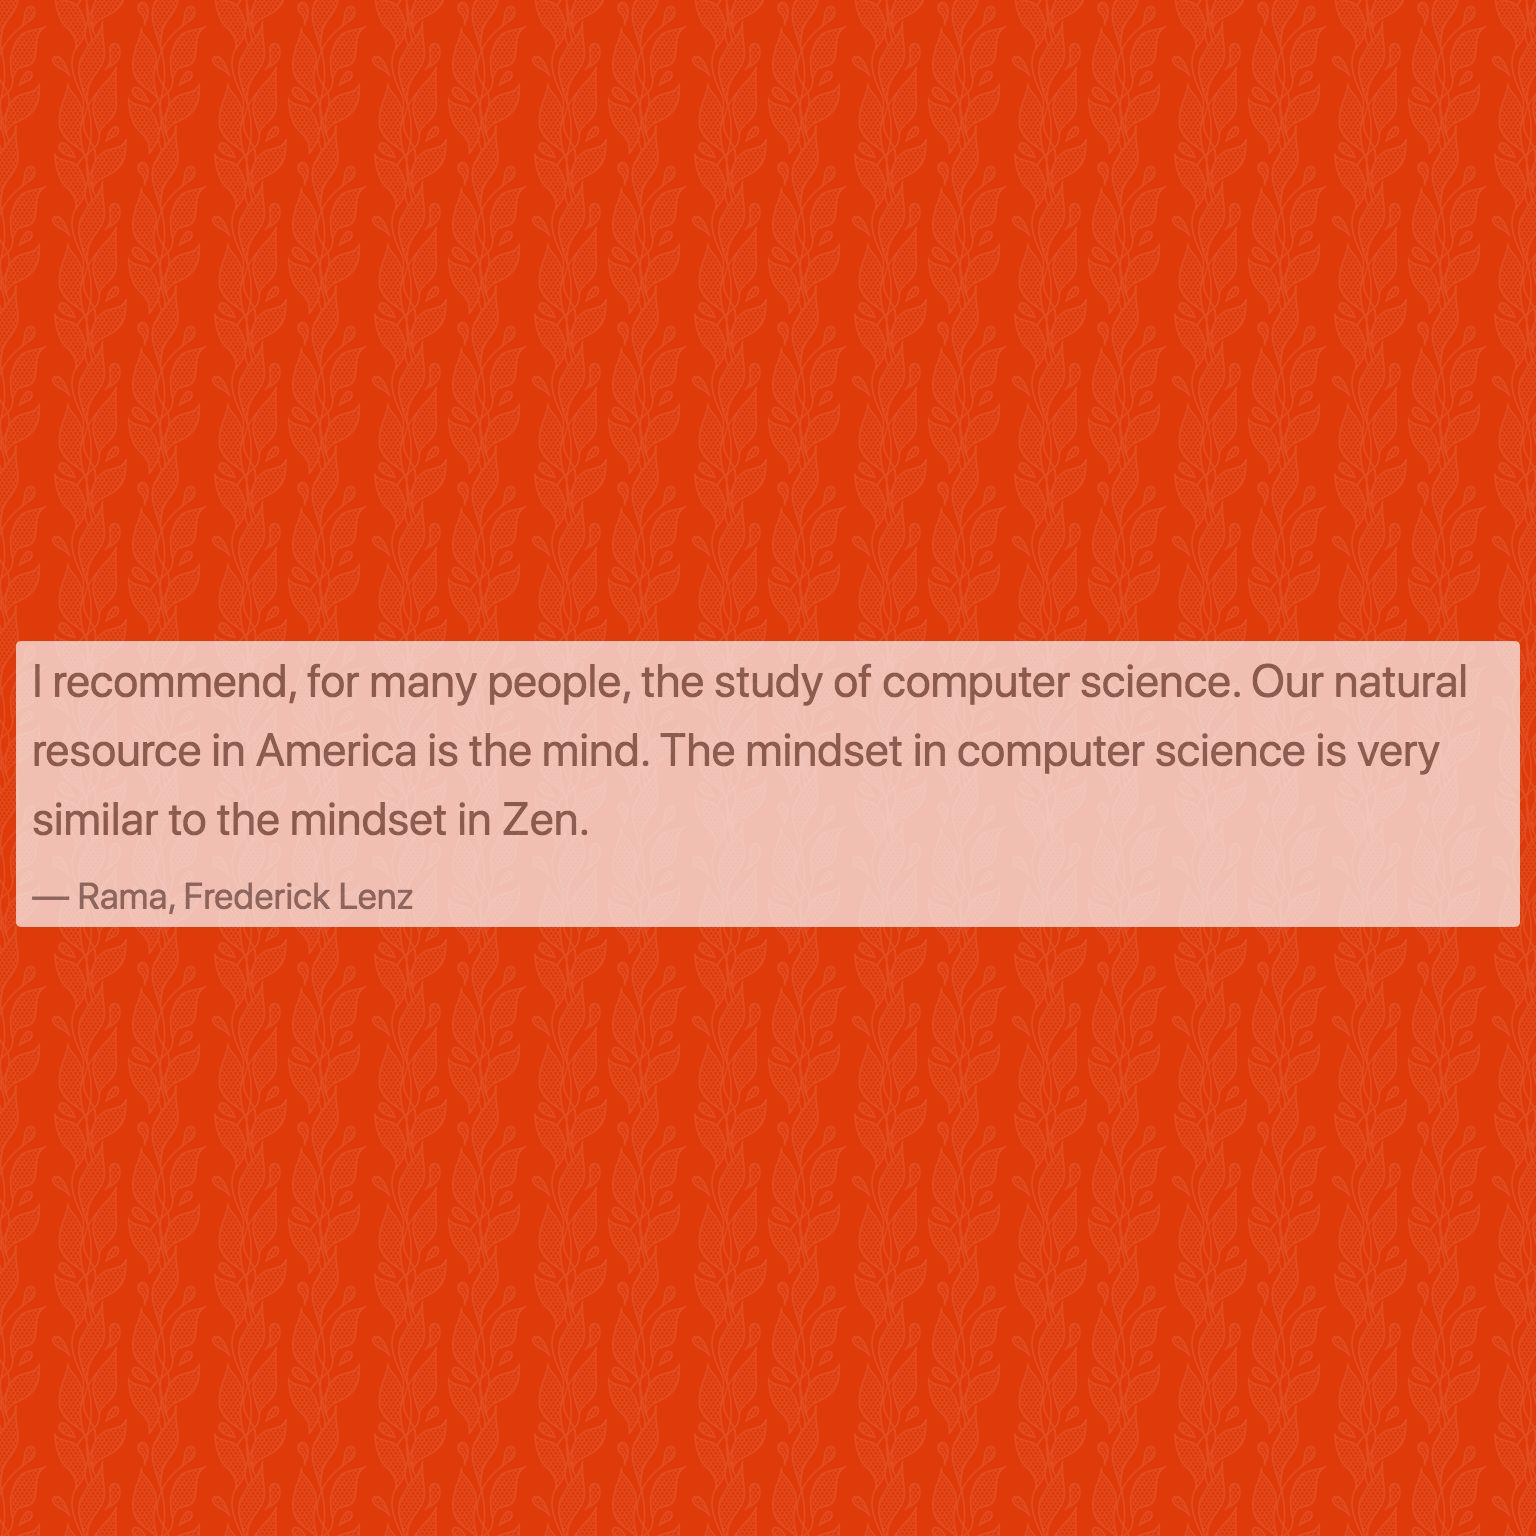 I recommend, for many people, the study of computer science. Our natural
resource in America is the mind. The mindset in computer science is very
similar to the mindset in Zen.
— Rama, Frederick Lenz